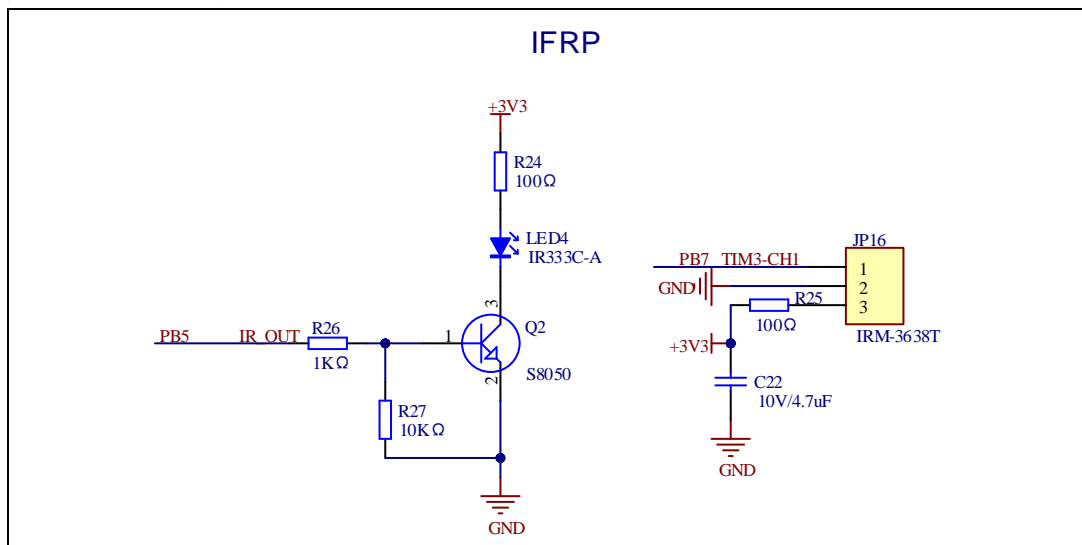 IFRP
+3V3
R24
100Ω
LED4
IR333C-A
3
Q2
1
S8050
2
PB5 IR_OUT R26
1KΩ
R27
10KΩ
GND
JP16
PB7 TIM3-CH1 1
GND 2
R25 3
100Ω
IRM-3638T
+3V3
C22
10V/4.7uF
GND